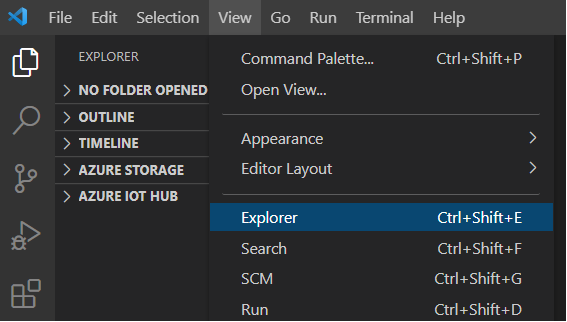 File Edit Selection View Go Run Terminal Help
EXPLORER
NO FOLDER OPENED
OUTLINE
TIMELINE
AZURE STORAGE
AZURE IOT HUB
Command Palette... Ctrl+Shift+P
Open View...
Appearance
Editor Layout
Explorer Ctrl+Shift+E
Search Ctrl+Shift+F
SCM Ctrl+Shift+G
Run Ctrl+Shift+D